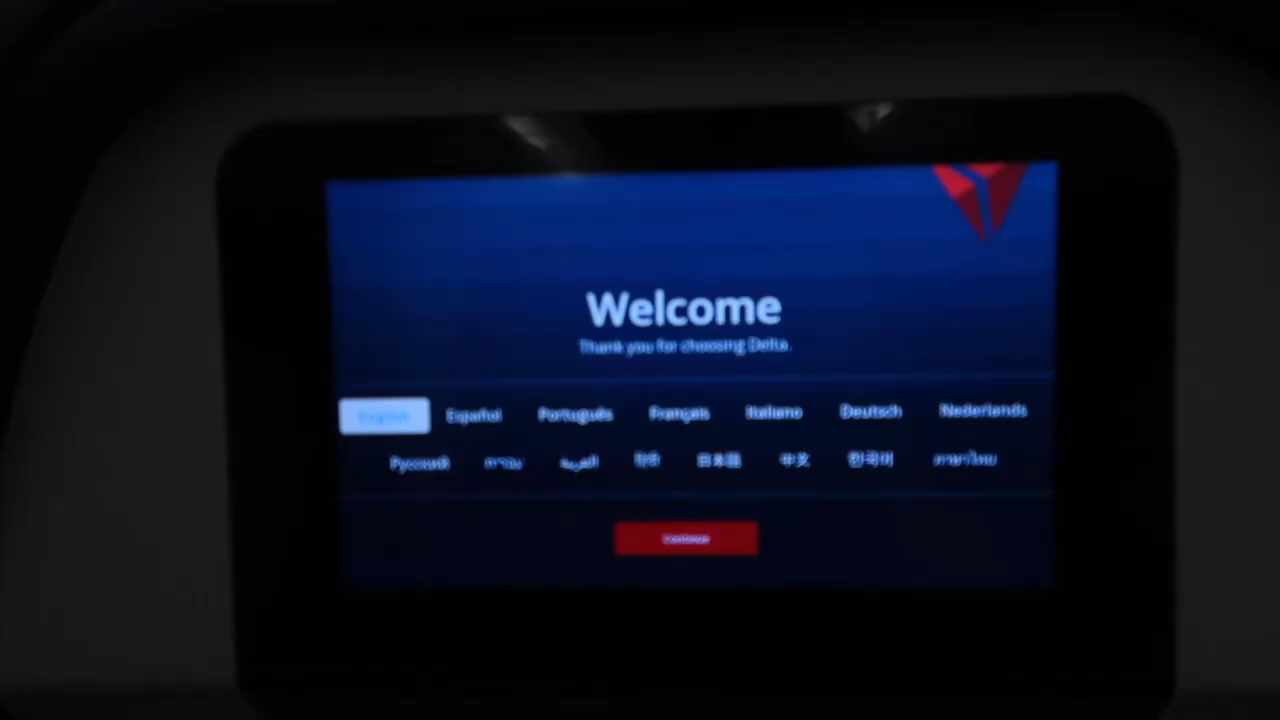 Welcome
Thank you for choosing Delta.
English Español Português Français Italiano Deutsch Nederlands
Русский עברית العربية हिन्दी 日本語 中文 한국어 ภาษาไทย
Continue